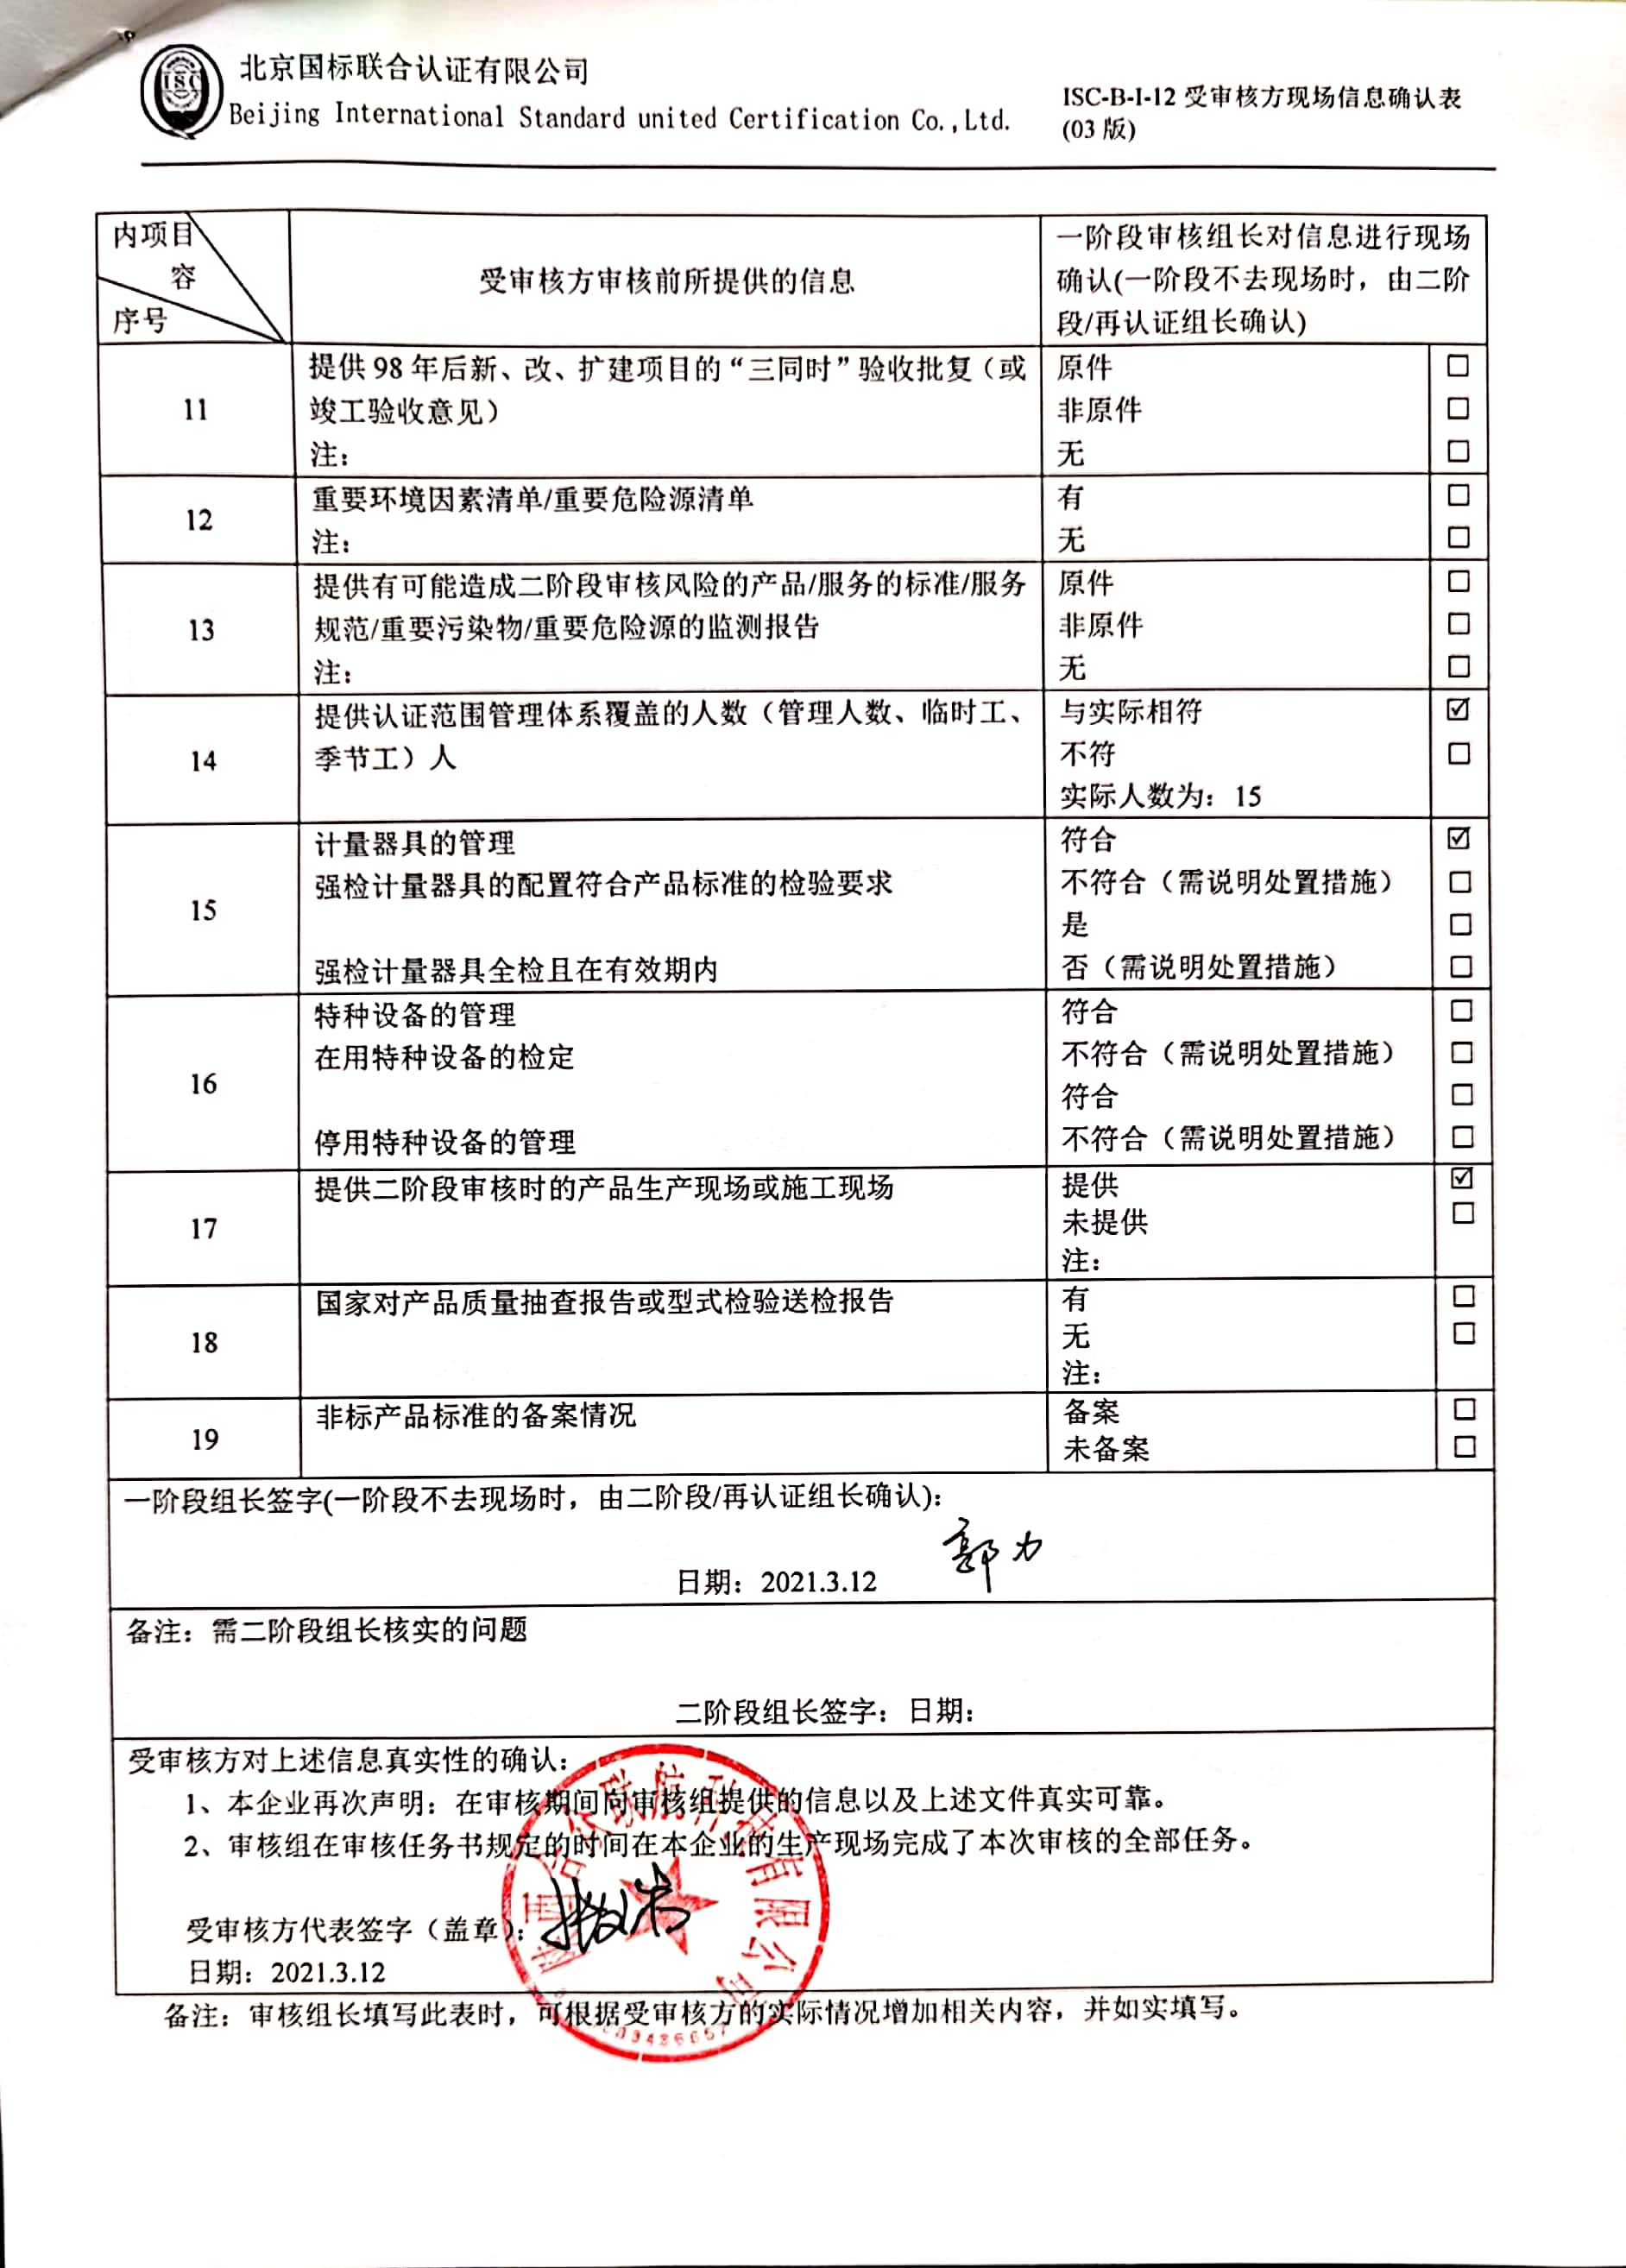 北京国标联合认证有限公司
Beijing International Standard united Certification Co.,Ltd.
ISC-B-I-12 受审核方现场信息确认表
(03 版)
内项目
容
序号
受审核方审核前所提供的信息
一阶段审核组长对信息进行现场
确认(一阶段不去现场时，由二阶
段/再认证组长确认)
11
提供 98 年后新、改、扩建项目的“三同时”验收批复（或
竣工验收意见）
注：
原件 □
非原件 □
无 □
12
重要环境因素清单/重要危险源清单
注：
有 □
无 □
13
提供有可能造成二阶段审核风险的产品/服务的标准/服务
规范/重要污染物/重要危险源的监测报告
注：
原件 □
非原件 □
无 □
14
提供认证范围管理体系覆盖的人数（管理人数、临时工、
季节工）人
与实际相符 ☑
不符 □
实际人数为：15
15
计量器具的管理
强检计量器具的配置符合产品标准的检验要求
强检计量器具全检且在有效期内
符合 ☑
不符合（需说明处置措施） □
是 □
否（需说明处置措施） □
16
特种设备的管理
在用特种设备的检定
停用特种设备的管理
符合 □
不符合（需说明处置措施） □
符合 □
不符合（需说明处置措施） □
17
提供二阶段审核时的产品生产现场或施工现场
提供 ☑
未提供 □
注：
18
国家对产品质量抽查报告或型式检验送检报告
有 □
无 □
注：
19
非标产品标准的备案情况
备案 □
未备案 □
一阶段组长签字(一阶段不去现场时，由二阶段/再认证组长确认)：
郭力
日期：2021.3.12
备注：需二阶段组长核实的问题
二阶段组长签字：日期：
受审核方对上述信息真实性的确认：
1、本企业再次声明：在审核期间向审核组提供的信息以及上述文件真实可靠。
2、审核组在审核任务书规定的时间在本企业的生产现场完成了本次审核的全部任务。
受审核方代表签字（盖章）：
日期：2021.3.12
备注：审核组长填写此表时，可根据受审核方的实际情况增加相关内容，并如实填写。